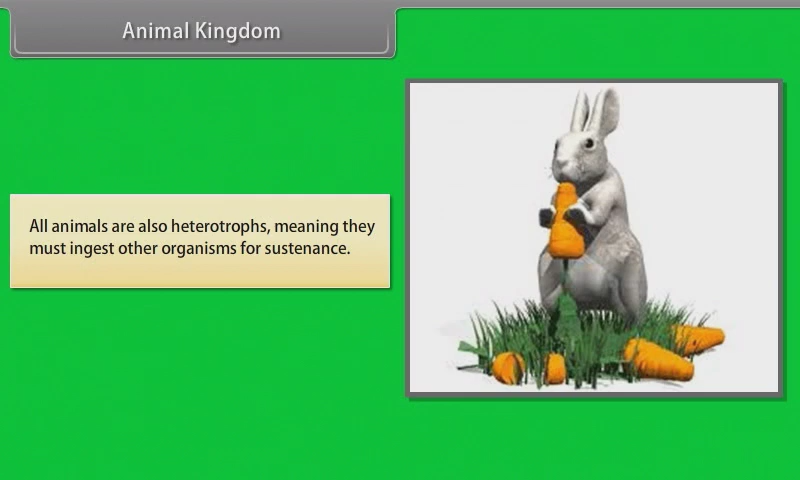 Animal Kingdom
All animals are also heterotrophs, meaning they
must ingest other organisms for sustenance.